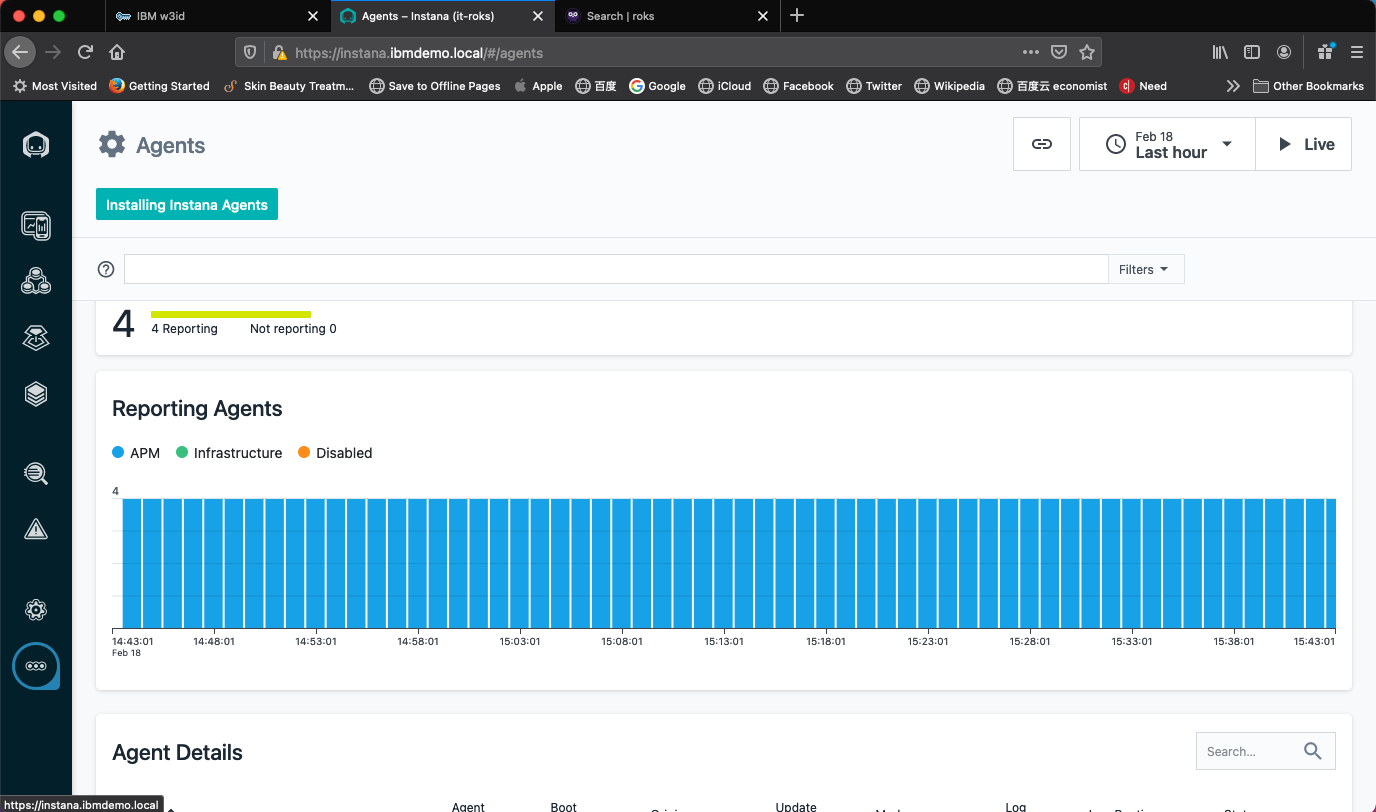 IBM w3id
Agents – Instana (it-roks)
Search | roks
https://instana.ibmdemo.local/#/agents
Most Visited
Getting Started
Skin Beauty Treatm...
Save to Offline Pages
Apple
百度
Google
iCloud
Facebook
Twitter
Wikipedia
百度云 economist
Need
Other Bookmarks
Agents
Feb 18
Last hour
Live
Installing Instana Agents
Filters
4
4 Reporting
Not reporting 0
Reporting Agents
APM
Infrastructure
Disabled
4
14:43:01 14:48:01 14:53:01 14:58:01 15:03:01 15:08:01 15:13:01 15:18:01 15:23:01 15:28:01 15:33:01 15:38:01 15:43:01
Feb 18
Agent Details
Search...
https://instana.ibmdemo.local
Agent
Boot
Update
Log